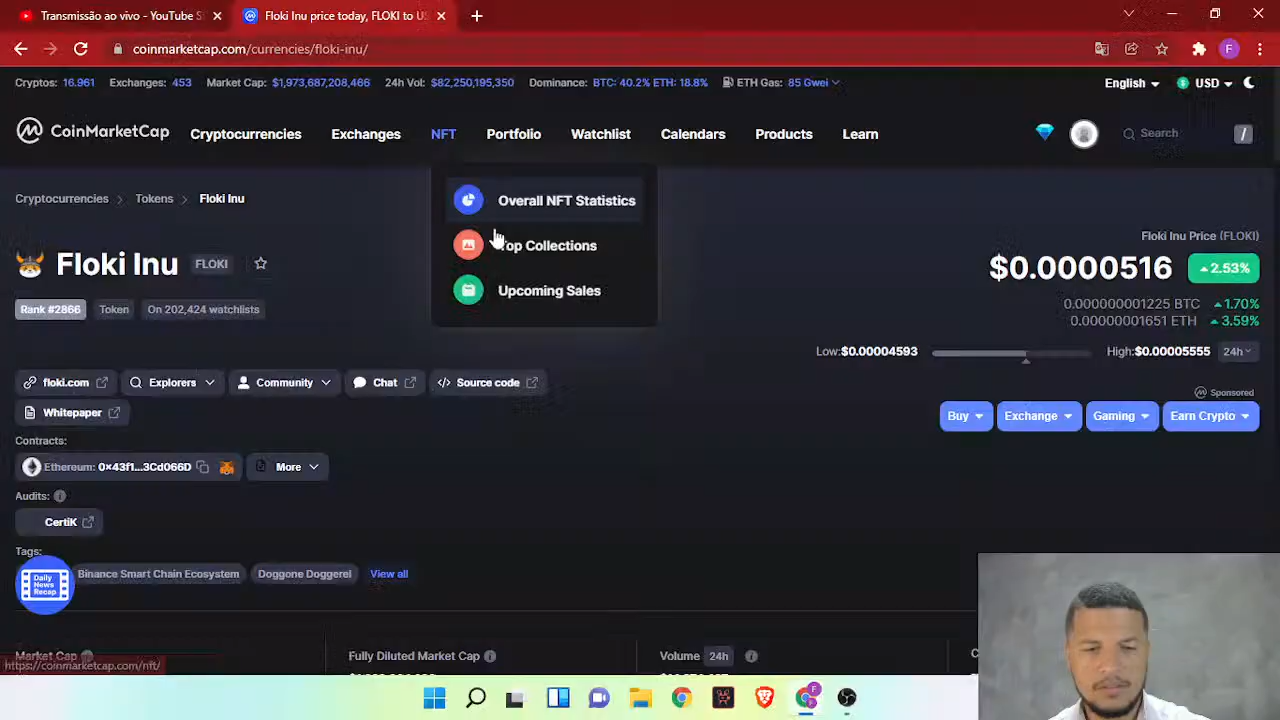 Transmissão ao vivo - YouTube S
Floki Inu price today, FLOKI to US
coinmarketcap.com/currencies/floki-inu/
F
Cryptos: 16.961 Exchanges: 453 Market Cap: $1,973,687,208,466 24h Vol: $82,250,195,350 Dominance: BTC: 40.2% ETH: 18.8% ETH Gas: 85 Gwei
English USD
CoinMarketCap
Cryptocurrencies Exchanges NFT Portfolio Watchlist Calendars Products Learn
Search /
Overall NFT Statistics
Top Collections
Upcoming Sales
Cryptocurrencies > Tokens > Floki Inu
Floki Inu FLOKI
Rank #2866 Token On 202,424 watchlists
Floki Inu Price (FLOKI)
$0.0000516 2.53%
0.000000001225 BTC 1.70%
0.00000001651 ETH 3.59%
Low:$0.00004593 High:$0.00005555 24h
floki.com Explorers Community Chat Source code
Whitepaper
Sponsored
Buy Exchange Gaming Earn Crypto
Contracts:
Ethereum: 0x43f1...3Cd066D More
Audits:
CertiK
Tags:
Binance Smart Chain Ecosystem Doggone Doggerel View all
Daily
News
Recap
Market Cap Fully Diluted Market Cap Volume 24h
https://coinmarketcap.com/nft/